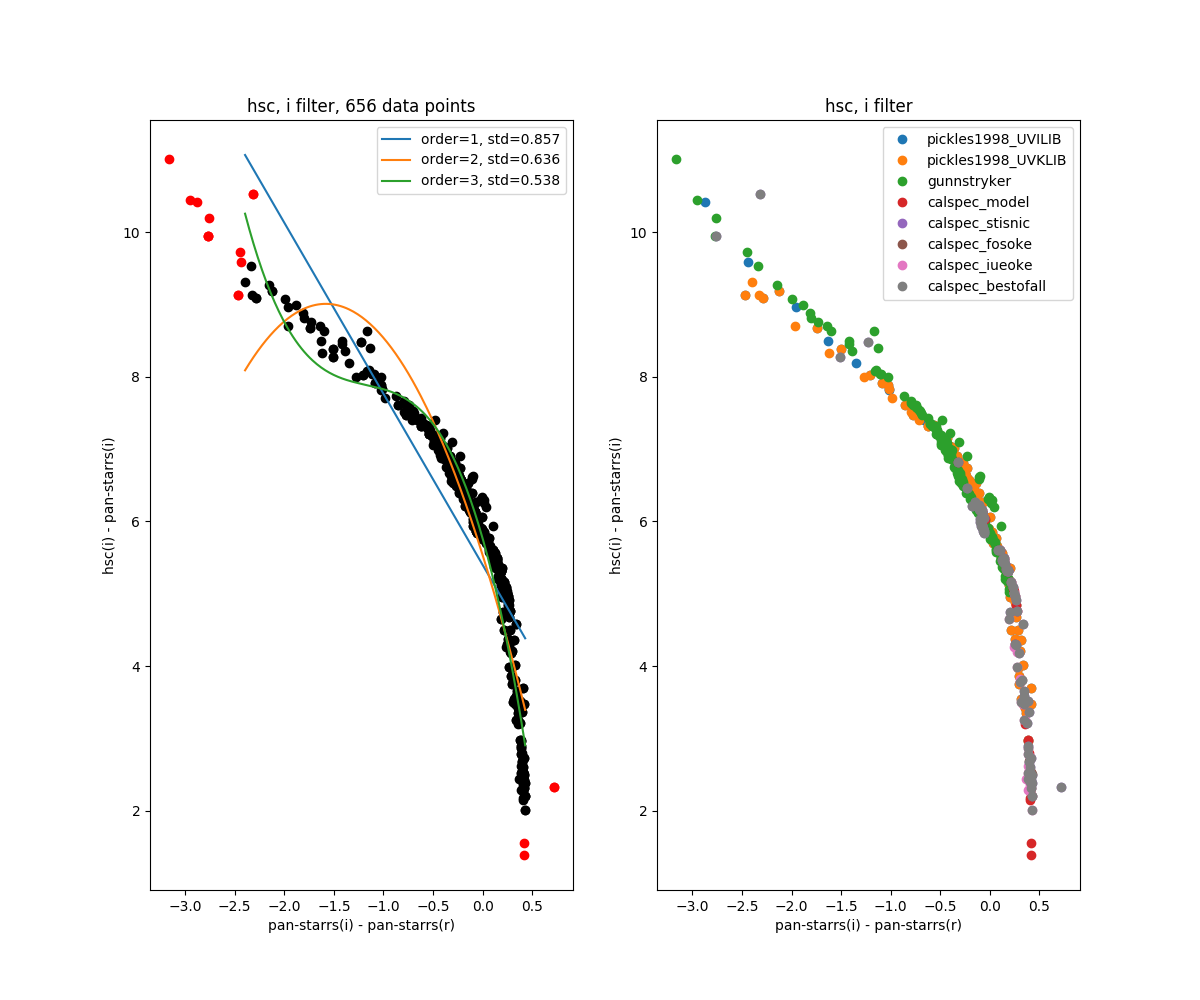 hsc, i filter, 656 data points
order=1, std=0.857
order=2, std=0.636
order=3, std=0.538
10
8
6
4
2
hsc(i) - pan-starrs(i)
−3.0 −2.5 −2.0 −1.5 −1.0 −0.5 0.0 0.5
pan-starrs(i) - pan-starrs(r)
hsc, i filter
pickles1998_UVILIB
pickles1998_UVKLIB
gunnstryker
calspec_model
calspec_stisnic
calspec_fosoke
calspec_iueoke
calspec_bestofall
10
8
6
4
2
hsc(i) - pan-starrs(i)
−3.0 −2.5 −2.0 −1.5 −1.0 −0.5 0.0 0.5
pan-starrs(i) - pan-starrs(r)